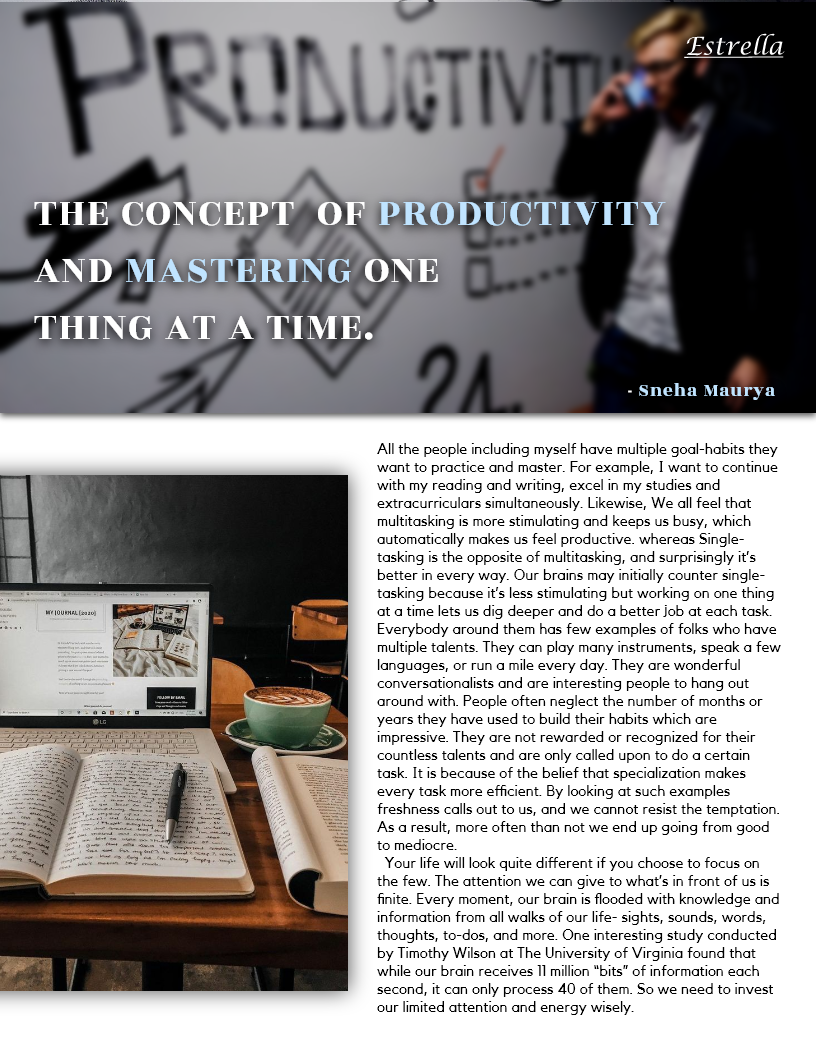 PRODUCTIVITY
Estrella
THE CONCEPT OF PRODUCTIVITY
AND MASTERING ONE
THING AT A TIME.
24
- Sneha Maurya
All the people including myself have multiple goal-habits they
want to practice and master. For example, I want to continue
with my reading and writing, excel in my studies and
extracurriculars simultaneously. Likewise, We all feel that
multitasking is more stimulating and keeps us busy, which
automatically makes us feel productive. whereas Single-
tasking is the opposite of multitasking, and surprisingly it's
better in every way. Our brains may initially counter single-
tasking because it's less stimulating but working on one thing
at a time lets us dig deeper and do a better job at each task.
Everybody around them has few examples of folks who have
multiple talents. They can play many instruments, speak a few
languages, or run a mile every day. They are wonderful
conversationalists and are interesting people to hang out
around with. People often neglect the number of months or
years they have used to build their habits which are
impressive. They are not rewarded or recognized for their
countless talents and are only called upon to do a certain
task. It is because of the belief that specialization makes
every task more efficient. By looking at such examples
freshness calls out to us, and we cannot resist the temptation.
As a result, more often than not we end up going from good
to mediocre.
Your life will look quite different if you choose to focus on
the few. The attention we can give to what's in front of us is
finite. Every moment, our brain is flooded with knowledge and
information from all walks of our life- sights, sounds, words,
thoughts, to-dos, and more. One interesting study conducted
by Timothy Wilson at The University of Virginia found that
while our brain receives 11 million “bits” of information each
second, it can only process 40 of them. So we need to invest
our limited attention and energy wisely.
MY JOURNAL [2020]
FOLLOW BY EMAIL
LG